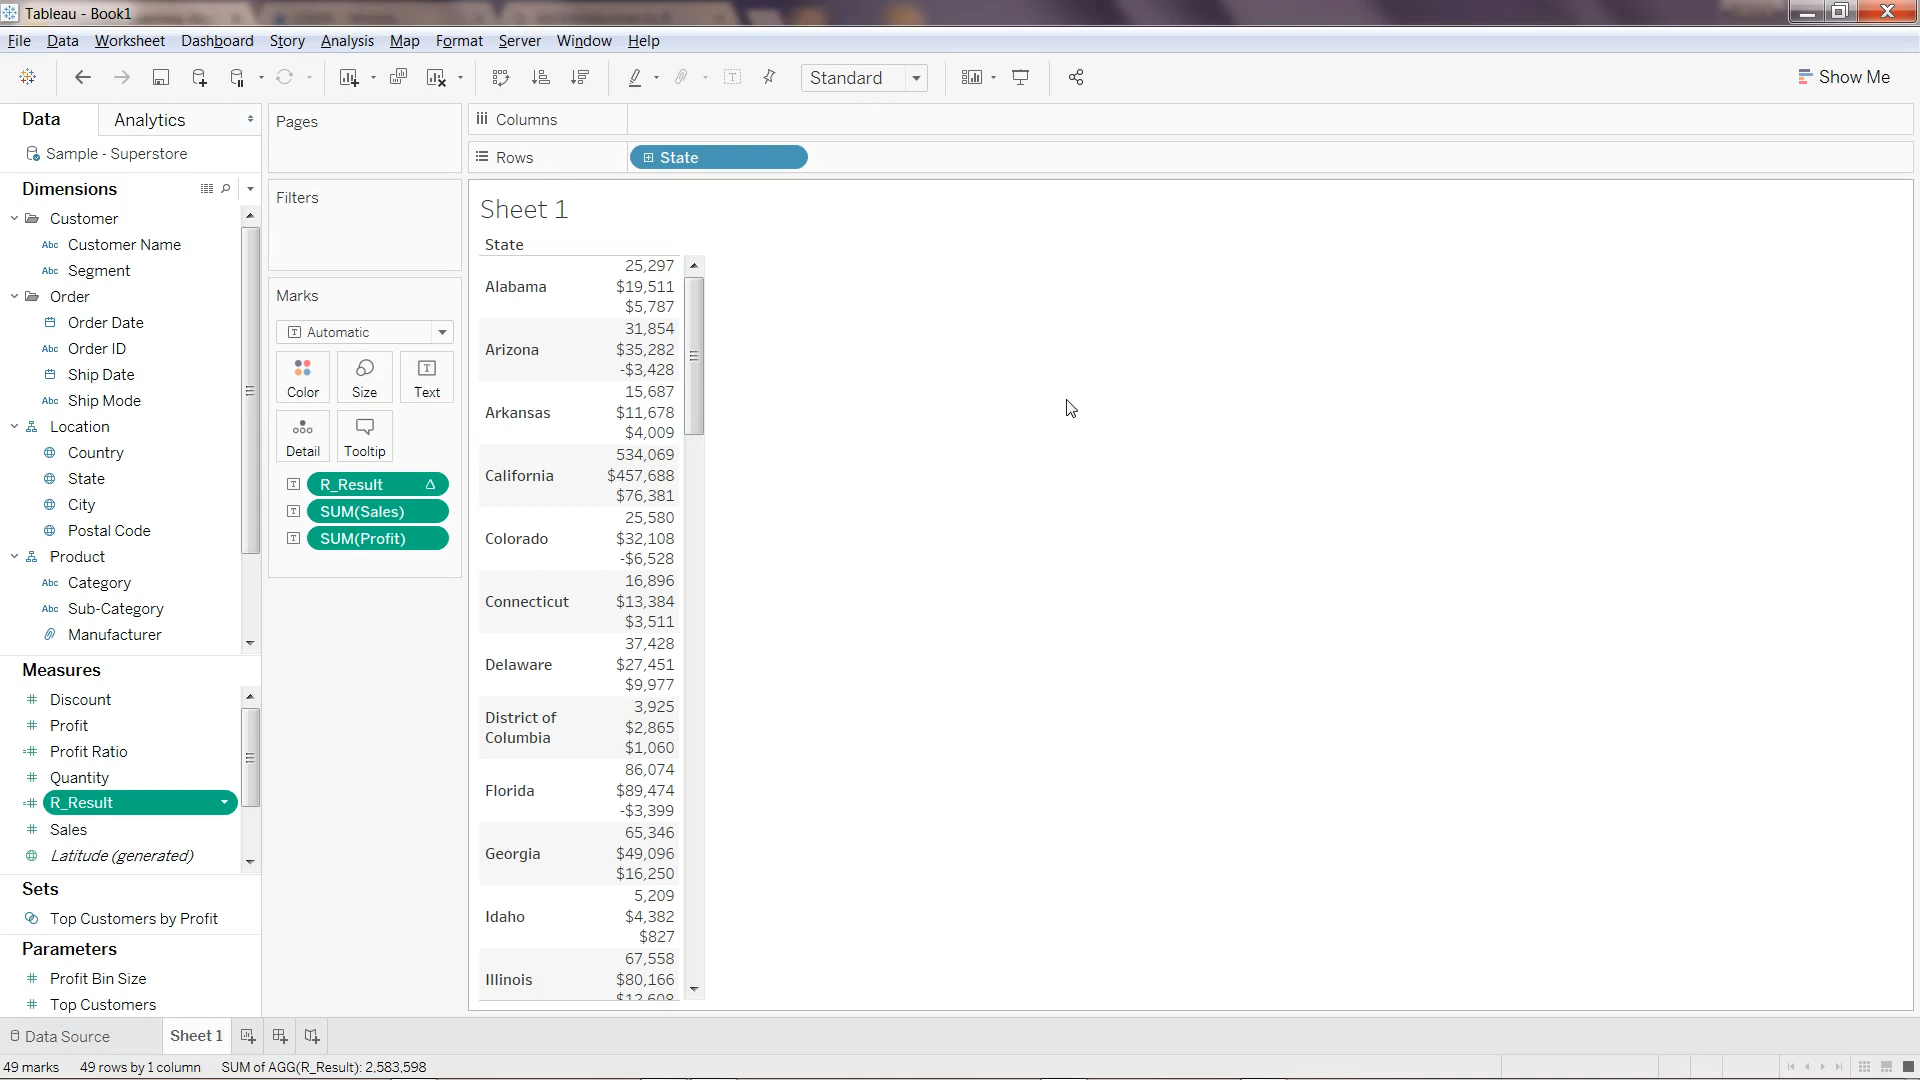 Tableau - Book1
File Data Worksheet Dashboard Story Analysis Map Format Server Window Help
Standard
Show Me
Data Analytics
Sample - Superstore
Dimensions
Customer
Abc Customer Name
Abc Segment
Order
Order Date
Abc Order ID
Ship Date
Abc Ship Mode
Location
Country
State
City
Postal Code
Product
Abc Category
Abc Sub-Category
Manufacturer
Measures
# Discount
# Profit
=# Profit Ratio
# Quantity
=# R_Result
# Sales
Latitude (generated)
Sets
Top Customers by Profit
Parameters
# Profit Bin Size
# Top Customers
Pages
Filters
Marks
T Automatic
Color Size Text
Detail Tooltip
T R_Result Δ
T SUM(Sales)
T SUM(Profit)
Columns
Rows State
Sheet 1
State
Alabama
25,297
$19,511
$5,787
Arizona
31,854
$35,282
-$3,428
Arkansas
15,687
$11,678
$4,009
California
534,069
$457,688
$76,381
Colorado
25,580
$32,108
-$6,528
Connecticut
16,896
$13,384
$3,511
Delaware
37,428
$27,451
$9,977
District of
Columbia
3,925
$2,865
$1,060
Florida
86,074
$89,474
-$3,399
Georgia
65,346
$49,096
$16,250
Idaho
5,209
$4,382
$827
Illinois
67,558
$80,166
Data Source Sheet 1
49 marks 49 rows by 1 column SUM of AGG(R_Result): 2,583,598